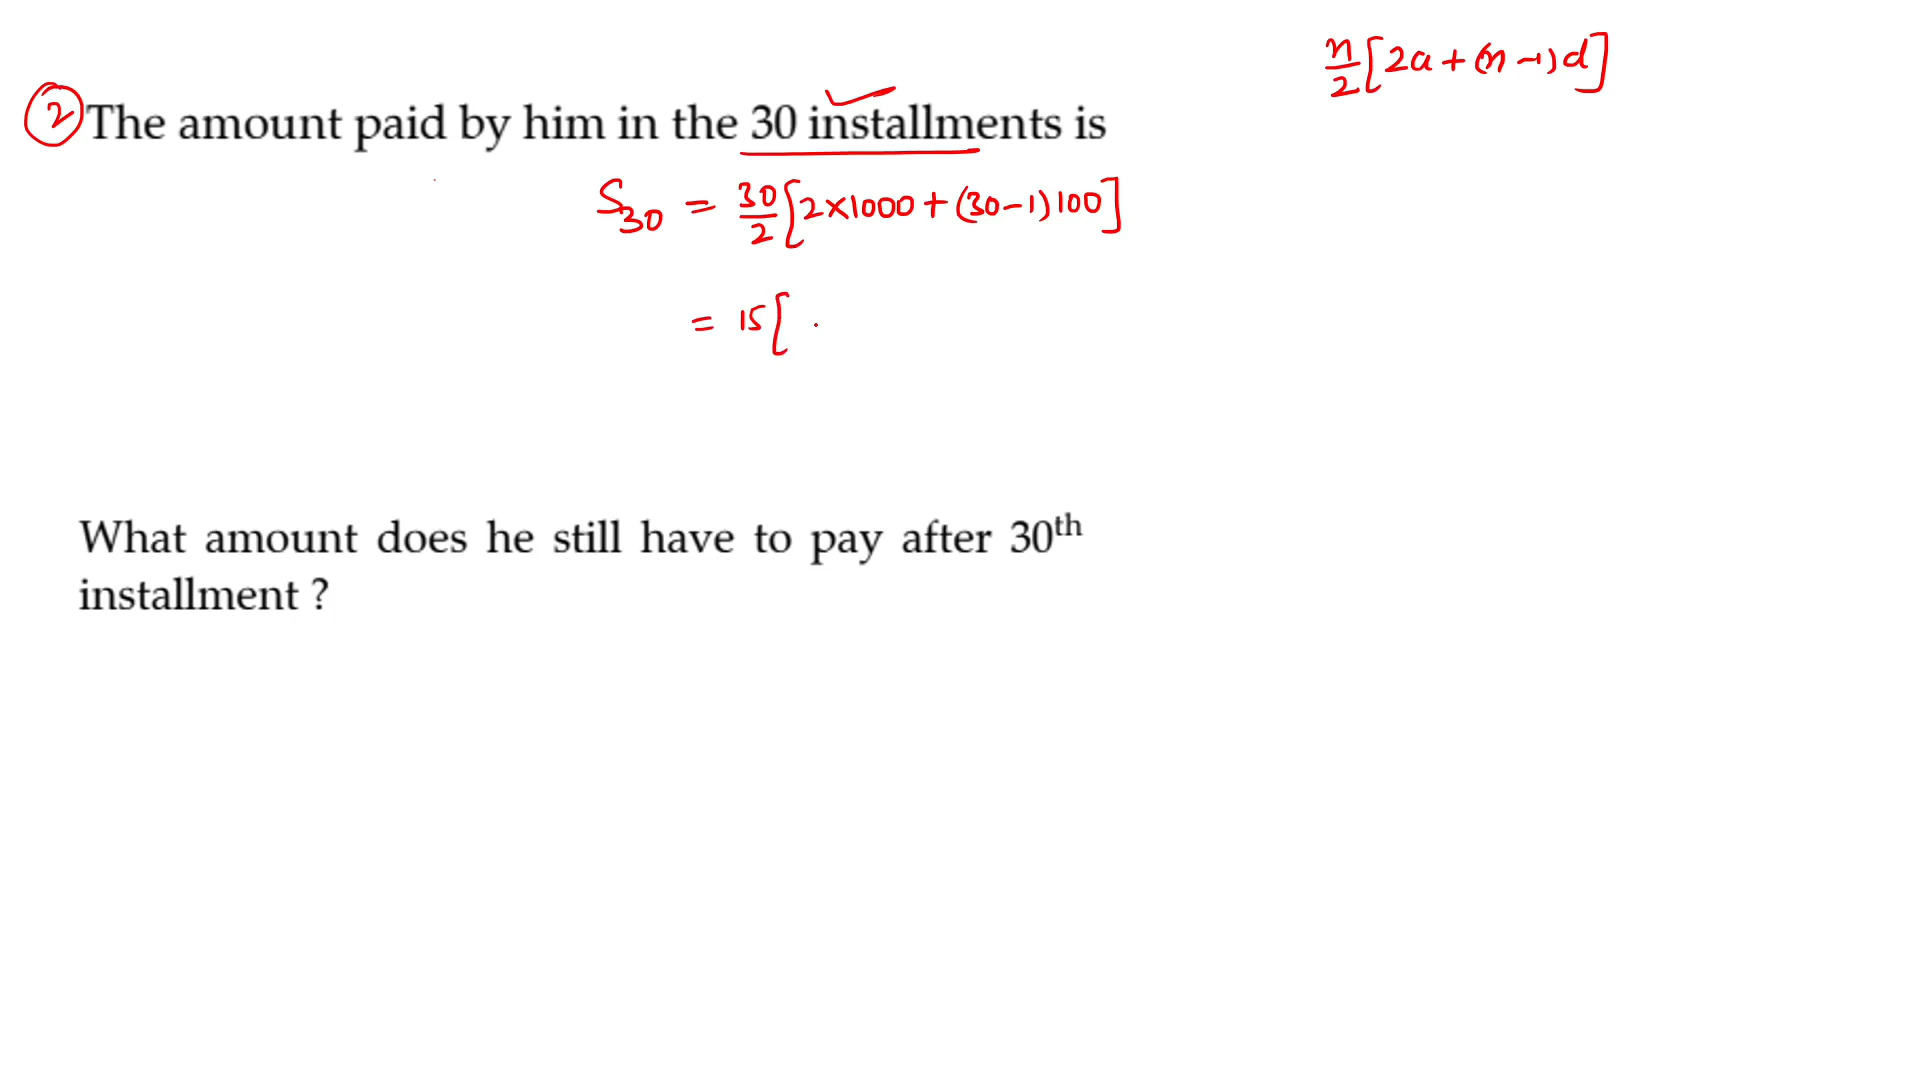 n/2[2a+(n-1)d]
② The amount paid by him in the 30 installments is
S₃₀ = 30/2[2×1000+(30-1)100]
= 15[
What amount does he still have to pay after 30ᵗʰ
installment ?